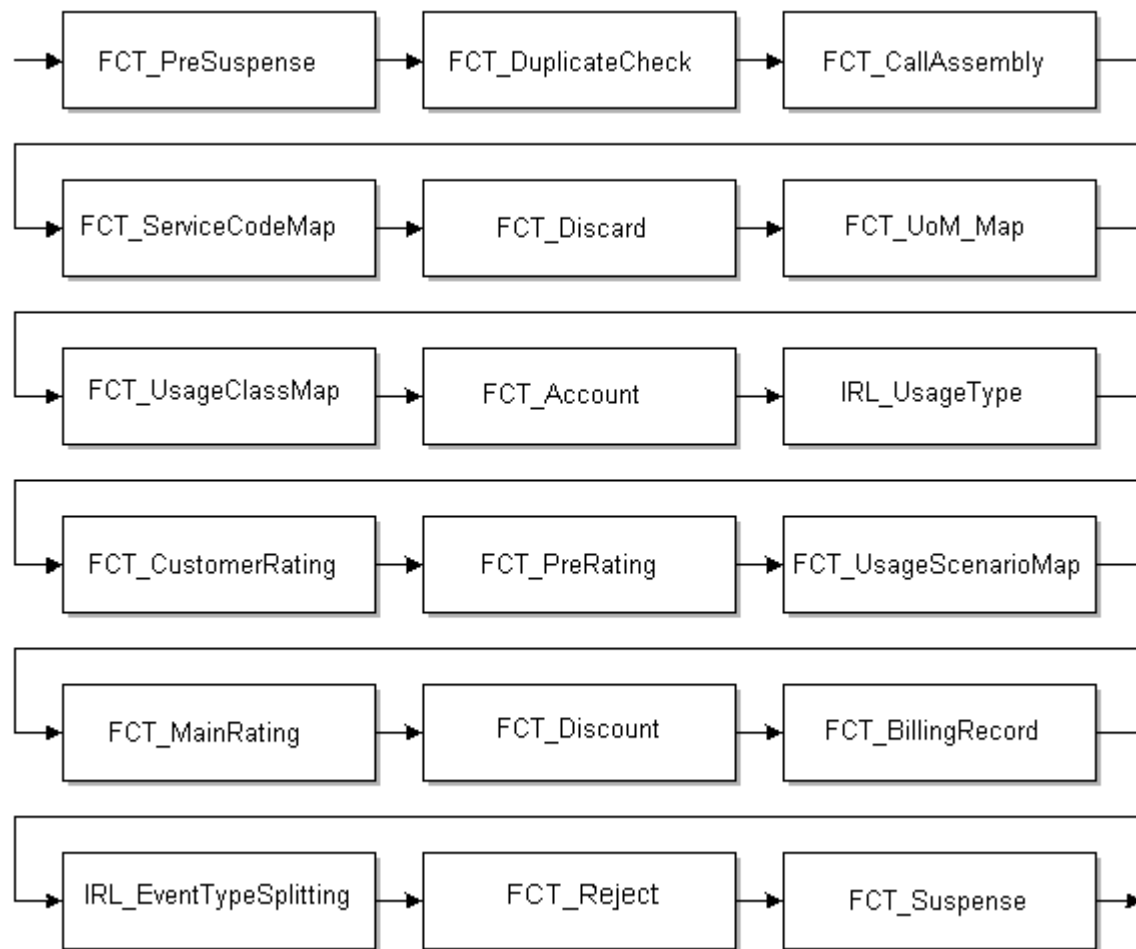 FCT_PreSuspense
FCT_DuplicateCheck
FCT_CallAssembly
FCT_ServiceCodeMap
FCT_Discard
FCT_UoM_Map
FCT_UsageClassMap
FCT_Account
IRL_UsageType
FCT_CustomerRating
FCT_PreRating
FCT_UsageScenarioMap
FCT_MainRating
FCT_Discount
FCT_BillingRecord
IRL_EventTypeSplitting
FCT_Reject
FCT_Suspense